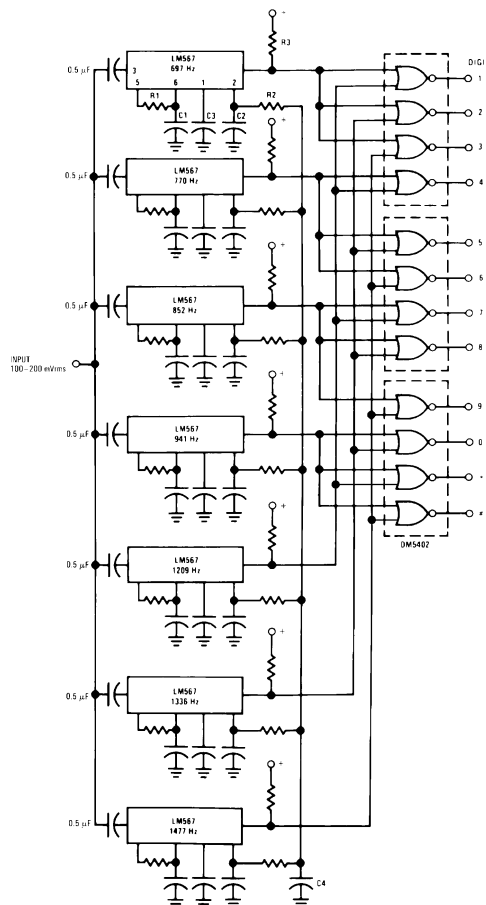 +
R3
LM567
697 Hz
0.5 μF
3
5
6
1
2
R1
C1
C3
C2
R2
DIGI
1
2
3
4
+
LM567
770 Hz
0.5 μF
5
6
7
8
+
LM567
852 Hz
0.5 μF
INPUT
100-200 mVrms
+
LM567
941 Hz
0.5 μF
9
0
*
#
DM5402
+
LM567
1209 Hz
0.5 μF
+
LM567
1336 Hz
0.5 μF
+
LM567
1477 Hz
0.5 μF
C4